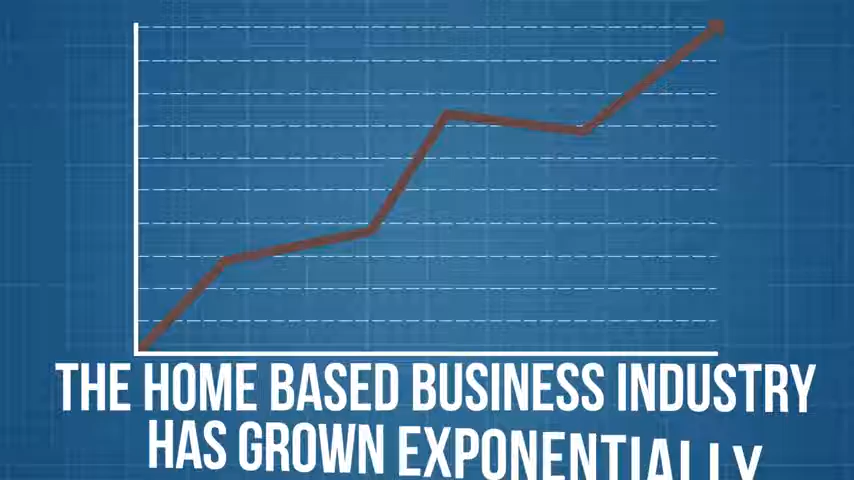 THE HOME BASED BUSINESS INDUSTRY
HAS GROWN EXPONENTIALLY